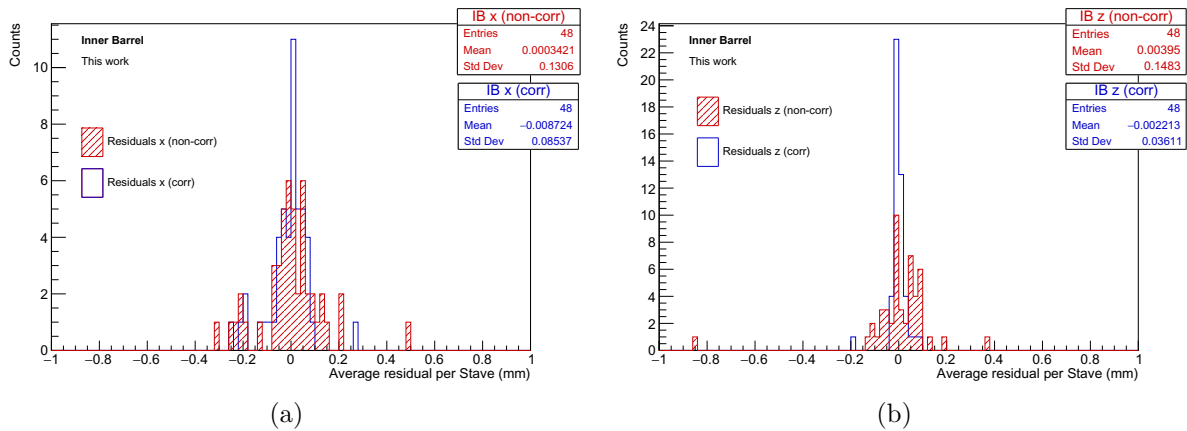 IB x (non-corr)
Entries 48
Mean 0.0003421
Std Dev 0.1306
IB x (corr)
Entries 48
Mean −0.008724
Std Dev 0.08537
Inner Barrel
This work
Residuals x (non-corr)
Residuals x (corr)
Counts
10
8
6
4
2
0
−1 −0.8 −0.6 −0.4 −0.2 0 0.2 0.4 0.6 0.8 1
Average residual per Stave (mm)
(a)
IB z (non-corr)
Entries 48
Mean 0.00395
Std Dev 0.1483
IB z (corr)
Entries 48
Mean −0.002213
Std Dev 0.03611
Inner Barrel
This work
Residuals z (non-corr)
Residuals z (corr)
Counts
24
22
20
18
16
14
12
10
8
6
4
2
0
−1 −0.8 −0.6 −0.4 −0.2 0 0.2 0.4 0.6 0.8 1
Average residual per Stave (mm)
(b)